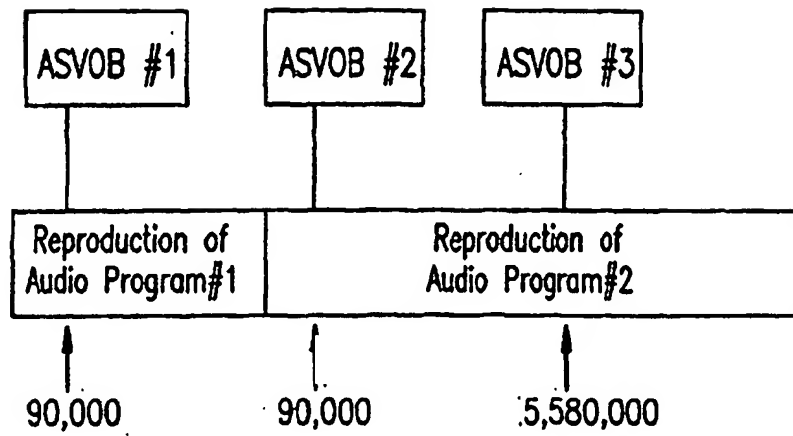 ASVOB #1
ASVOB #2
ASVOB #3
Reproduction of
Audio Program#1
Reproduction of
Audio Program#2
90,000
90,000
5,580,000